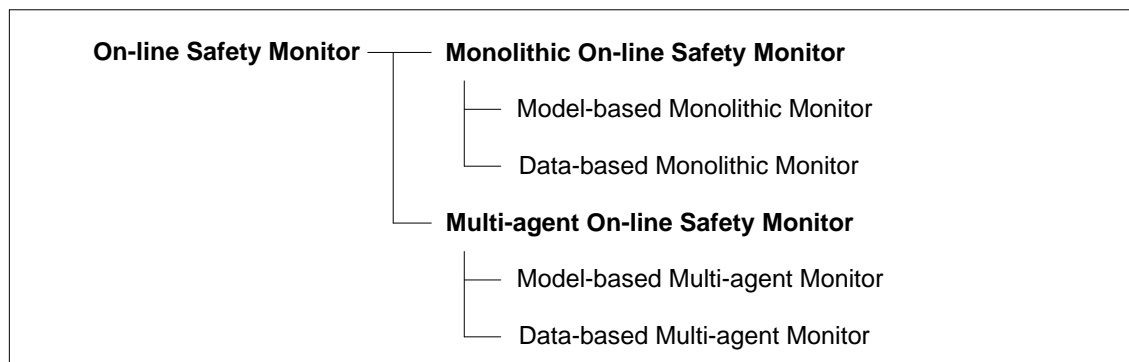 On-line Safety Monitor Monolithic On-line Safety Monitor
Model-based Monolithic Monitor
Data-based Monolithic Monitor
Multi-agent On-line Safety Monitor
Model-based Multi-agent Monitor
Data-based Multi-agent Monitor